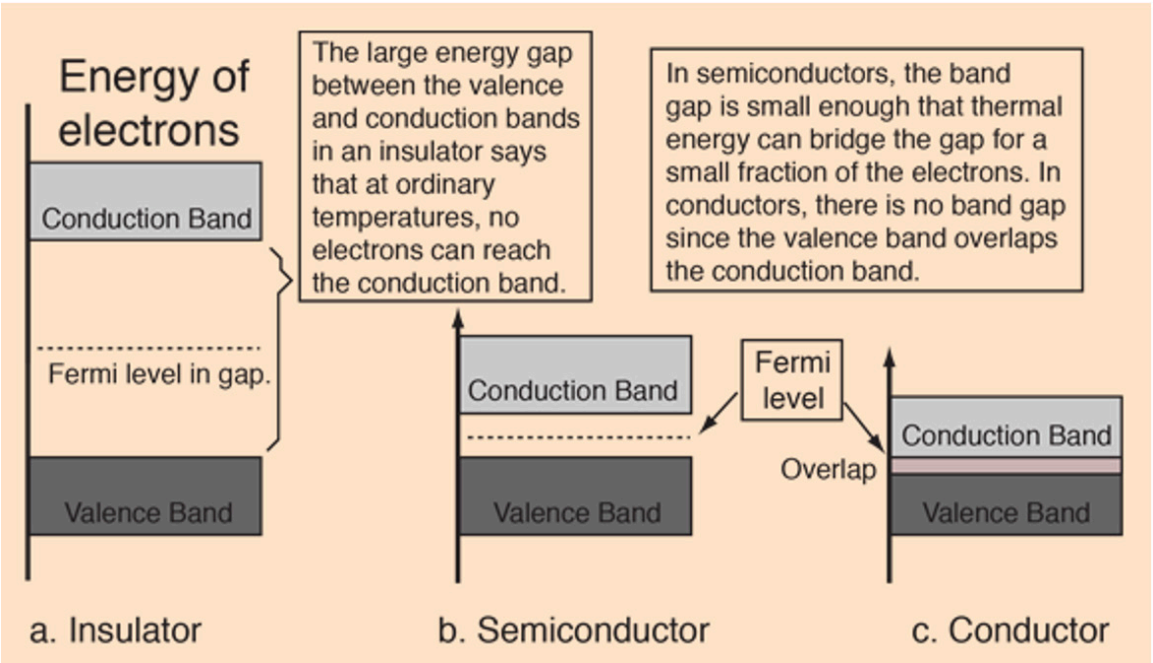 Energy of
electrons
The large energy gap
between the valence
and conduction bands
in an insulator says
that at ordinary
temperatures, no
electrons can reach
the conduction band.
In semiconductors, the band
gap is small enough that thermal
energy can bridge the gap for a
small fraction of the electrons. In
conductors, there is no band gap
since the valence band overlaps
the conduction band.
Conduction Band
Fermi level in gap.
Valence Band
Conduction Band
Valence Band
Fermi
level
Conduction Band
Overlap
Valence Band
a. Insulator
b. Semiconductor
c. Conductor